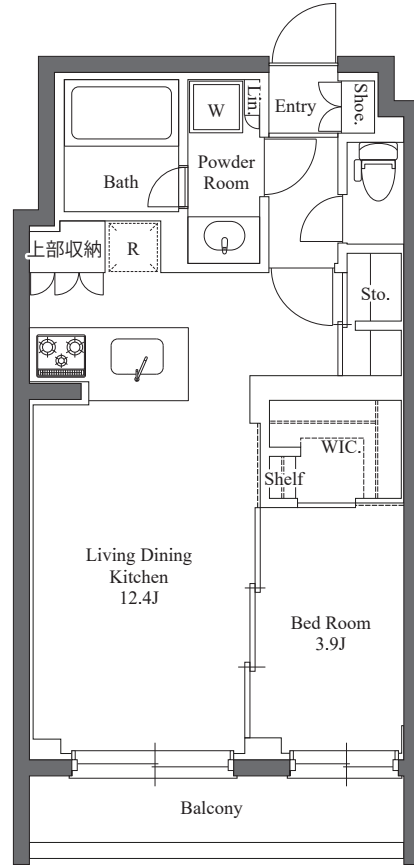 Entry
Shoe.
Lin.
W
Powder
Room
Bath
上部収納
R
Sto.
WIC.
Shelf
Living Dining
Kitchen
12.4J
Bed Room
3.9J
Balcony